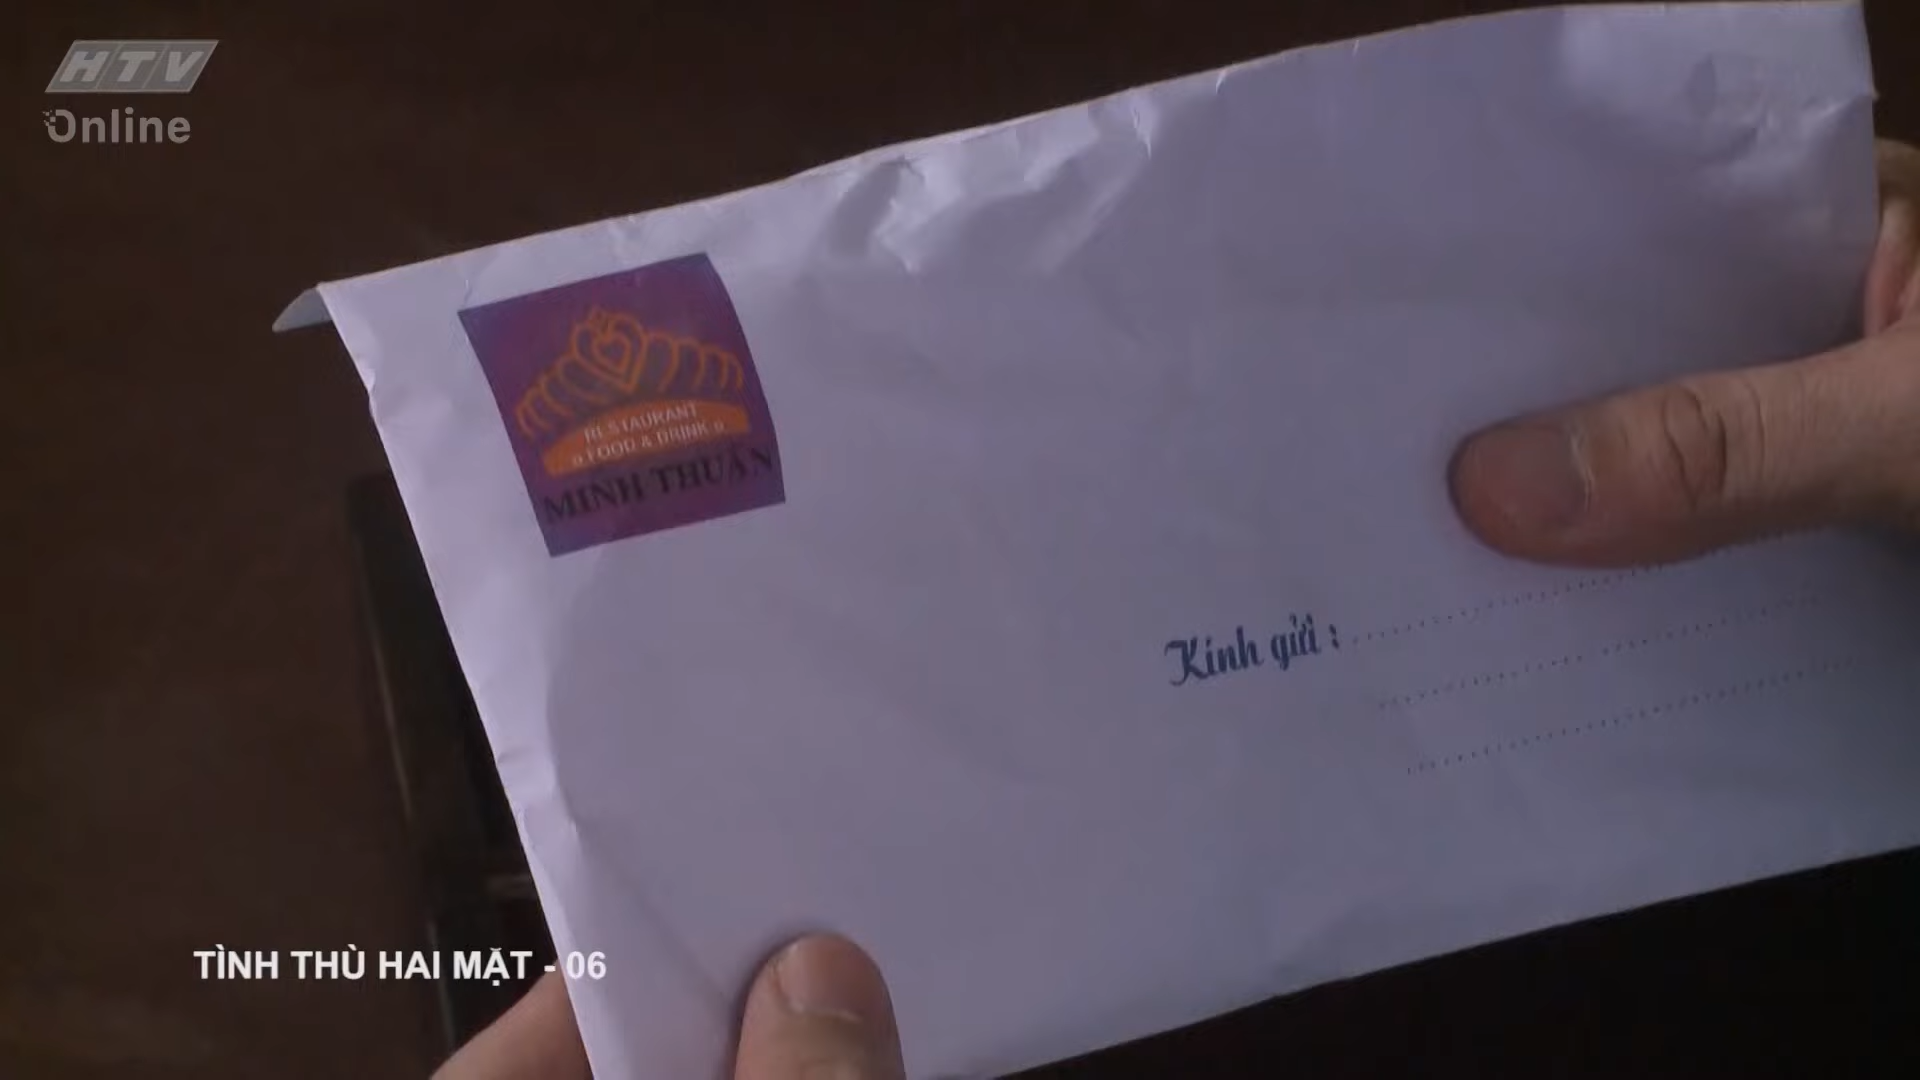 HTV
Online
RESTAURANT
FOOD & DRINK
MINH THUẬN
Kính gửi :
TÌNH THÙ HAI MẶT - 06